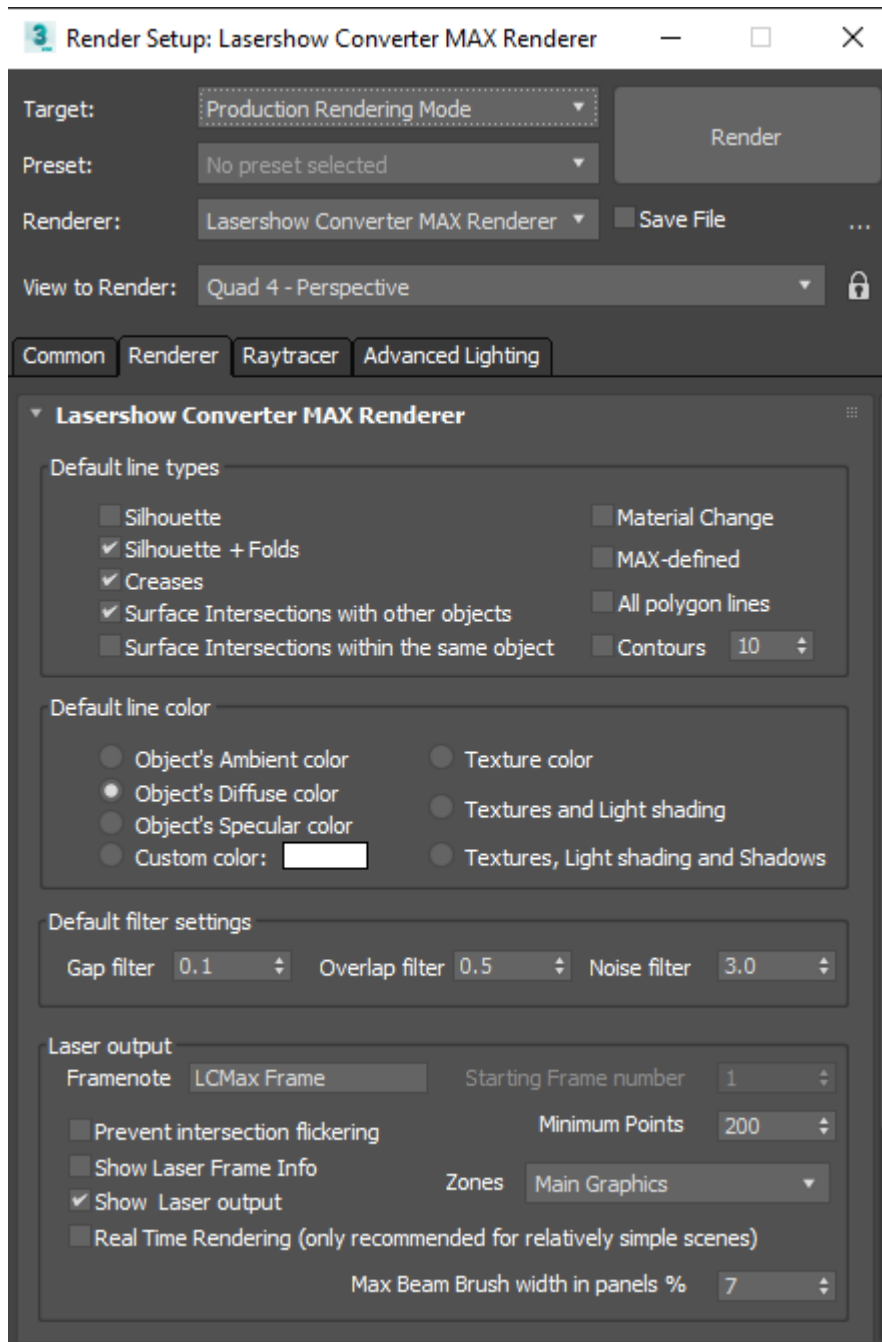 3 Render Setup: Lasershow Converter MAX Renderer
Target: Production Rendering Mode
Render
Preset: No preset selected
Renderer: Lasershow Converter MAX Renderer Save File ...
View to Render: Quad 4 - Perspective
Common Renderer Raytracer Advanced Lighting
Lasershow Converter MAX Renderer
Default line types
Silhouette
Silhouette + Folds
Creases
Surface Intersections with other objects
Surface Intersections within the same object
Material Change
MAX-defined
All polygon lines
Contours 10
Default line color
Object's Ambient color
Object's Diffuse color
Object's Specular color
Custom color:
Texture color
Textures and Light shading
Textures, Light shading and Shadows
Default filter settings
Gap filter 0.1 Overlap filter 0.5 Noise filter 3.0
Laser output
Framenote LCMax Frame Starting Frame number 1
Prevent intersection flickering Minimum Points 200
Show Laser Frame Info
Zones Main Graphics
Show Laser output
Real Time Rendering (only recommended for relatively simple scenes)
Max Beam Brush width in panels % 7